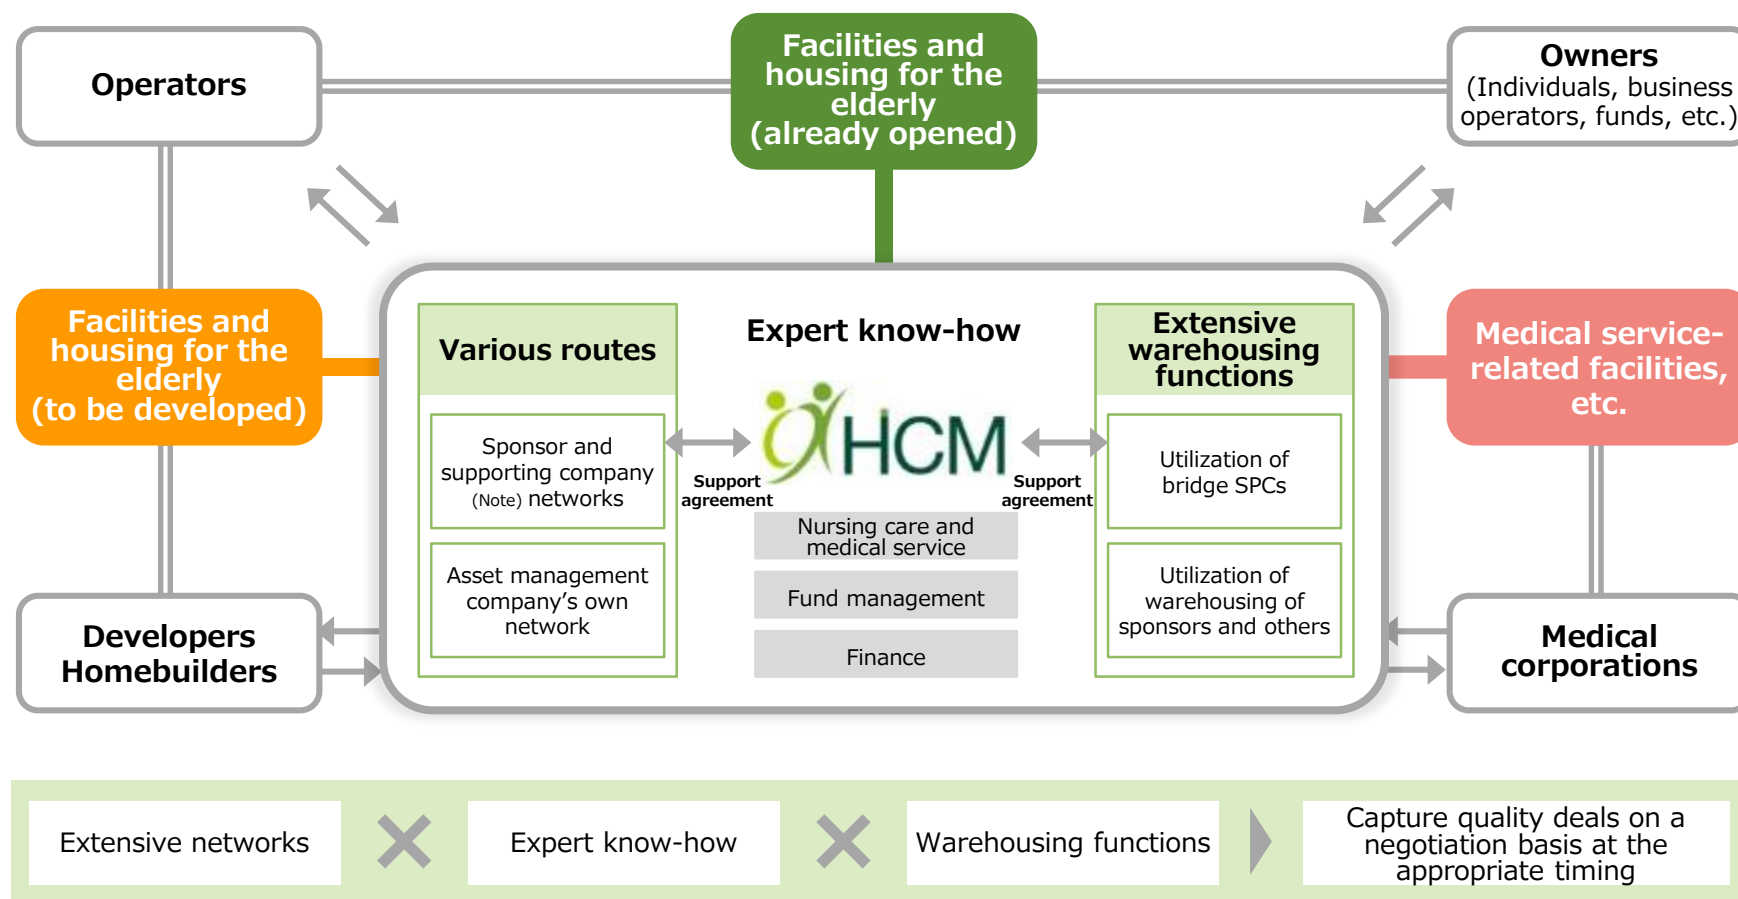 Operators
Facilities and
housing for the
elderly
(already opened)
Owners
(Individuals, business
operators, funds, etc.)
Facilities and
housing for the
elderly
(to be developed)
Various routes
Sponsor and
supporting company
(Note) networks
Asset management
company’s own
network
Expert know-how
HCM
Support
agreement
Support
agreement
Nursing care and
medical service
Fund management
Finance
Extensive
warehousing
functions
Utilization of
bridge SPCs
Utilization of
warehousing of
sponsors and others
Medical service-
related facilities,
etc.
Developers
Homebuilders
Medical
corporations
Extensive networks
Expert know-how
Warehousing functions
Capture quality deals on a
negotiation basis at the
appropriate timing